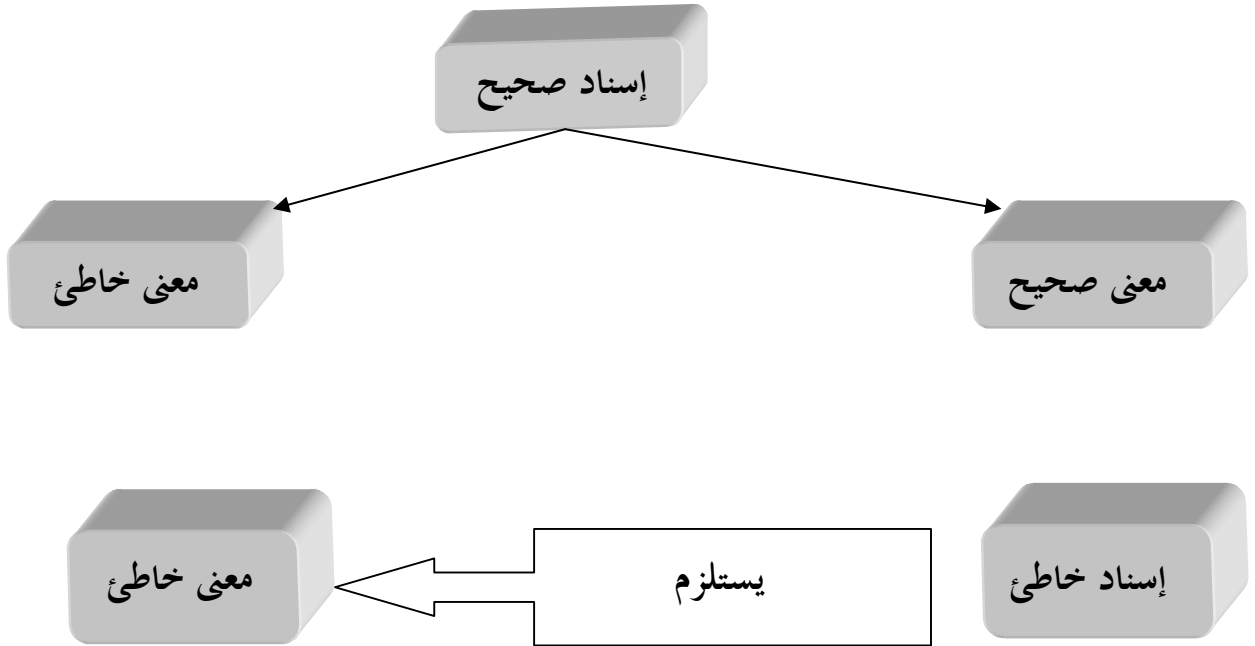 إسناد صحيح
معنى صحيح
معنى خاطئ
إسناد خاطئ
يستلزم
معنى خاطئ